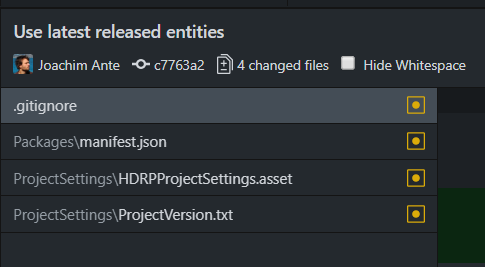 Use latest released entities
Joachim Ante c7763a2 4 changed files Hide Whitespace
.gitignore
Packages\manifest.json
ProjectSettings\HDRPProjectSettings.asset
ProjectSettings\ProjectVersion.txt